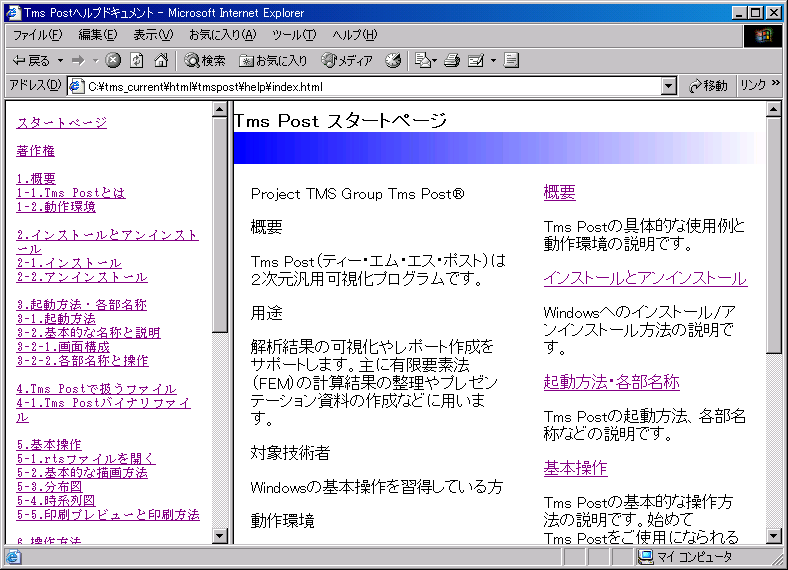 Tms Postヘルプドキュメント - Microsoft Internet Explorer
ファイル(F) 編集(E) 表示(V) お気に入り(A) ツール(T) ヘルプ(H)
戻る 検索 お気に入り メディア
アドレス(D) C:¥tms_current¥html¥tmspost¥help¥index.html 移動 リンク »
スタートページ
著作権
1.概要
1-1.Tms Postとは
1-2.動作環境
2.インストールとアンインスト
ール
2-1.インストール
2-2.アンインストール
3.起動方法・各部名称
3-1.起動方法
3-2.基本的な名称と説明
3-2-1.画面構成
3-2-2.各部名称と操作
4.Tms Postで扱うファイル
4-1.Tms Postバイナリファイ
ル
5.基本操作
5-1.rtsファイルを開く
5-2.基本的な描画方法
5-3.分布図
5-4.時系列図
5-5.印刷プレビューと印刷方法
6.操作方法
Tms Post スタートページ
Project TMS Group Tms Post®
概要
Tms Post（ティー・エム・エス・ポスト）は
２次元汎用可視化プログラムです。
用途
解析結果の可視化やレポート作成を
サポートします。主に有限要素法
（FEM）の計算結果の整理やプレゼン
テーション資料の作成などに用いま
す。
対象技術者
Windowsの基本操作を習得している方
動作環境
概要
Tms Postの具体的な使用例と
動作環境の説明です。
インストールとアンインストール
Windowsへのインストール/ア
ンインストール方法の説明で
す。
起動方法・各部名称
Tms Postの起動方法、各部名
称などの説明です。
基本操作
Tms Postの基本的な操作方
法の説明です。始めて
Tms Postをご使用になられる
マイ コンピュータ